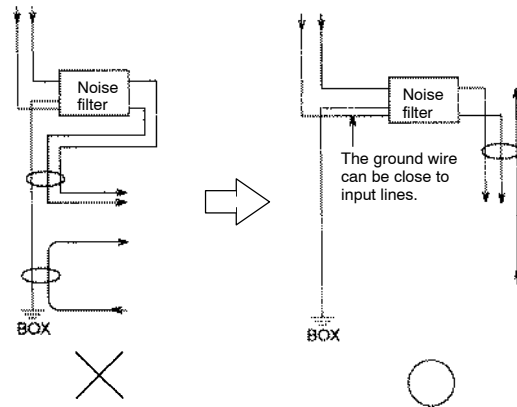 Noise
filter
BOX
Noise
filter
The ground wire
can be close to
input lines.
BOX